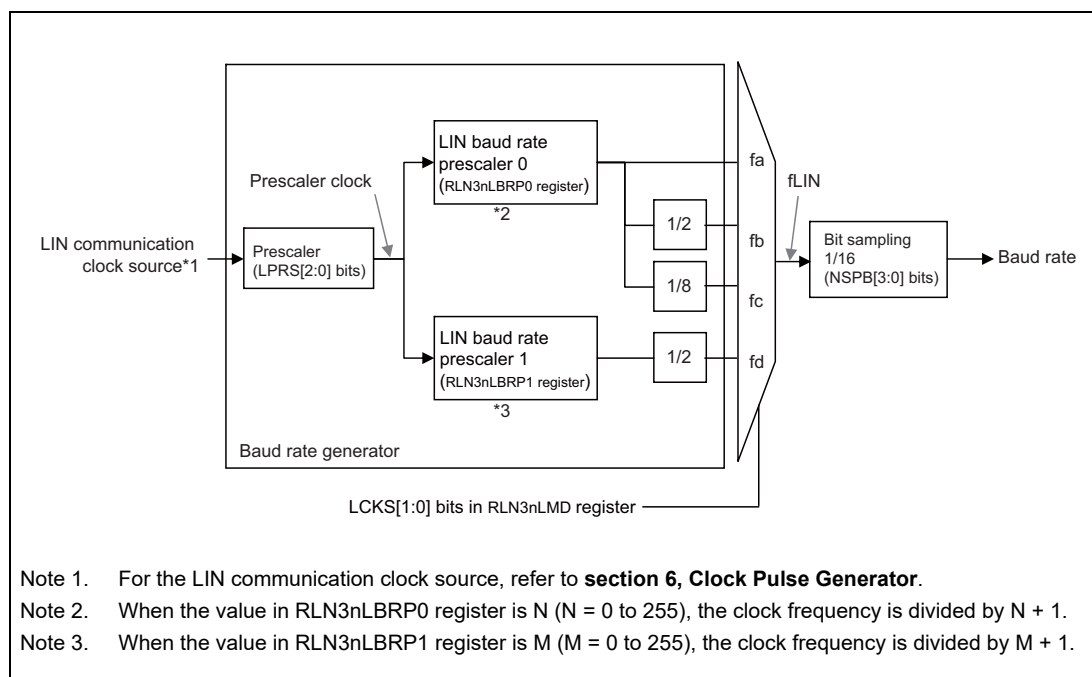 LIN baud rate
prescaler 0
(RLN3nLBRP0 register)
*2
Prescaler clock
LIN communication
clock source*1
Prescaler
(LPRS[2:0] bits)
1/2
1/8
LIN baud rate
prescaler 1
(RLN3nLBRP1 register)
*3
1/2
Baud rate generator
fa
fb
fc
fd
fLIN
Bit sampling
1/16
(NSPB[3:0] bits)
Baud rate
LCKS[1:0] bits in RLN3nLMD register
Note 1. For the LIN communication clock source, refer to section 6, Clock Pulse Generator.
Note 2. When the value in RLN3nLBRP0 register is N (N = 0 to 255), the clock frequency is divided by N + 1.
Note 3. When the value in RLN3nLBRP1 register is M (M = 0 to 255), the clock frequency is divided by M + 1.